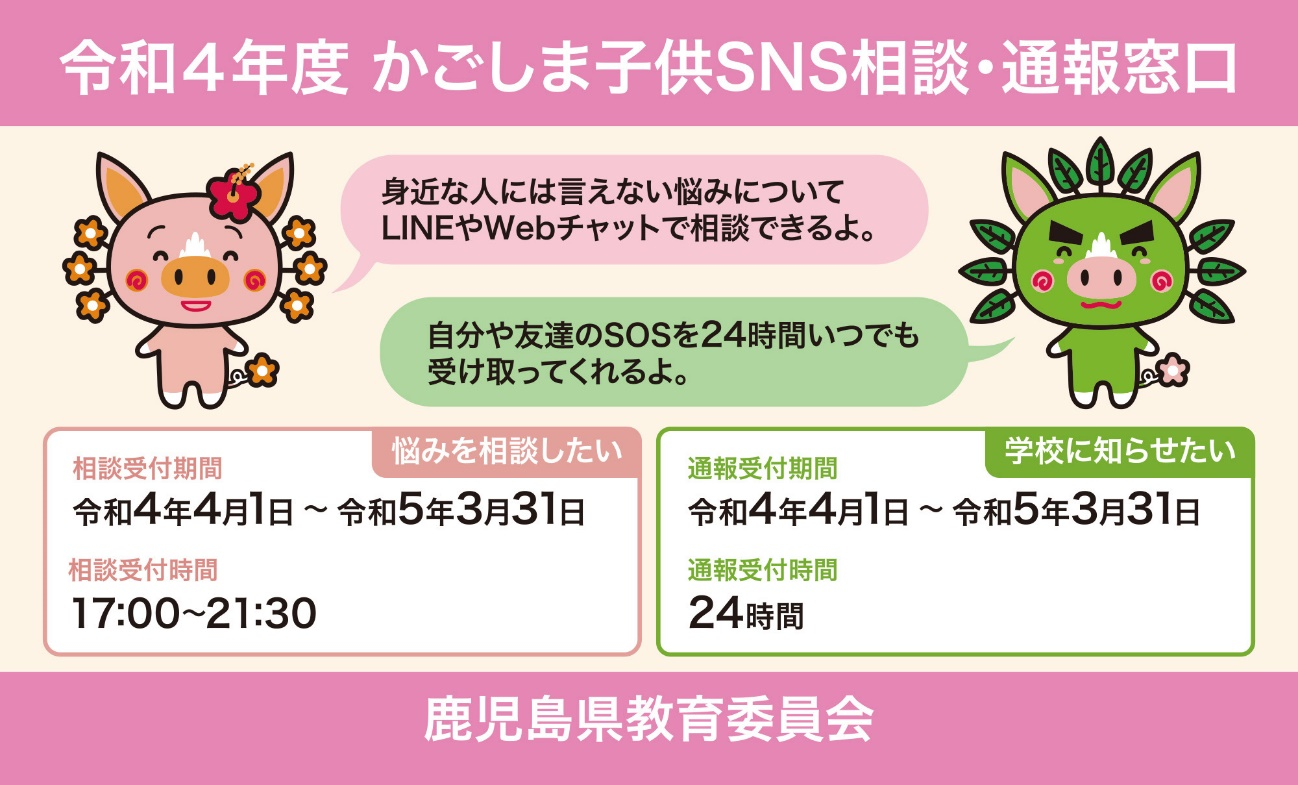 令和4年度 かごしま子供SNS相談・通報窓口
身近な人には言えない悩みについて
LINEやWebチャットで相談できるよ。
自分や友達のSOSを24時間いつでも
受け取ってくれるよ。
悩みを相談したい
相談受付期間
令和4年4月1日 ~ 令和5年3月31日
相談受付時間
17:00~21:30
学校に知らせたい
通報受付期間
令和4年4月1日 ~ 令和5年3月31日
通報受付時間
24時間
鹿児島県教育委員会